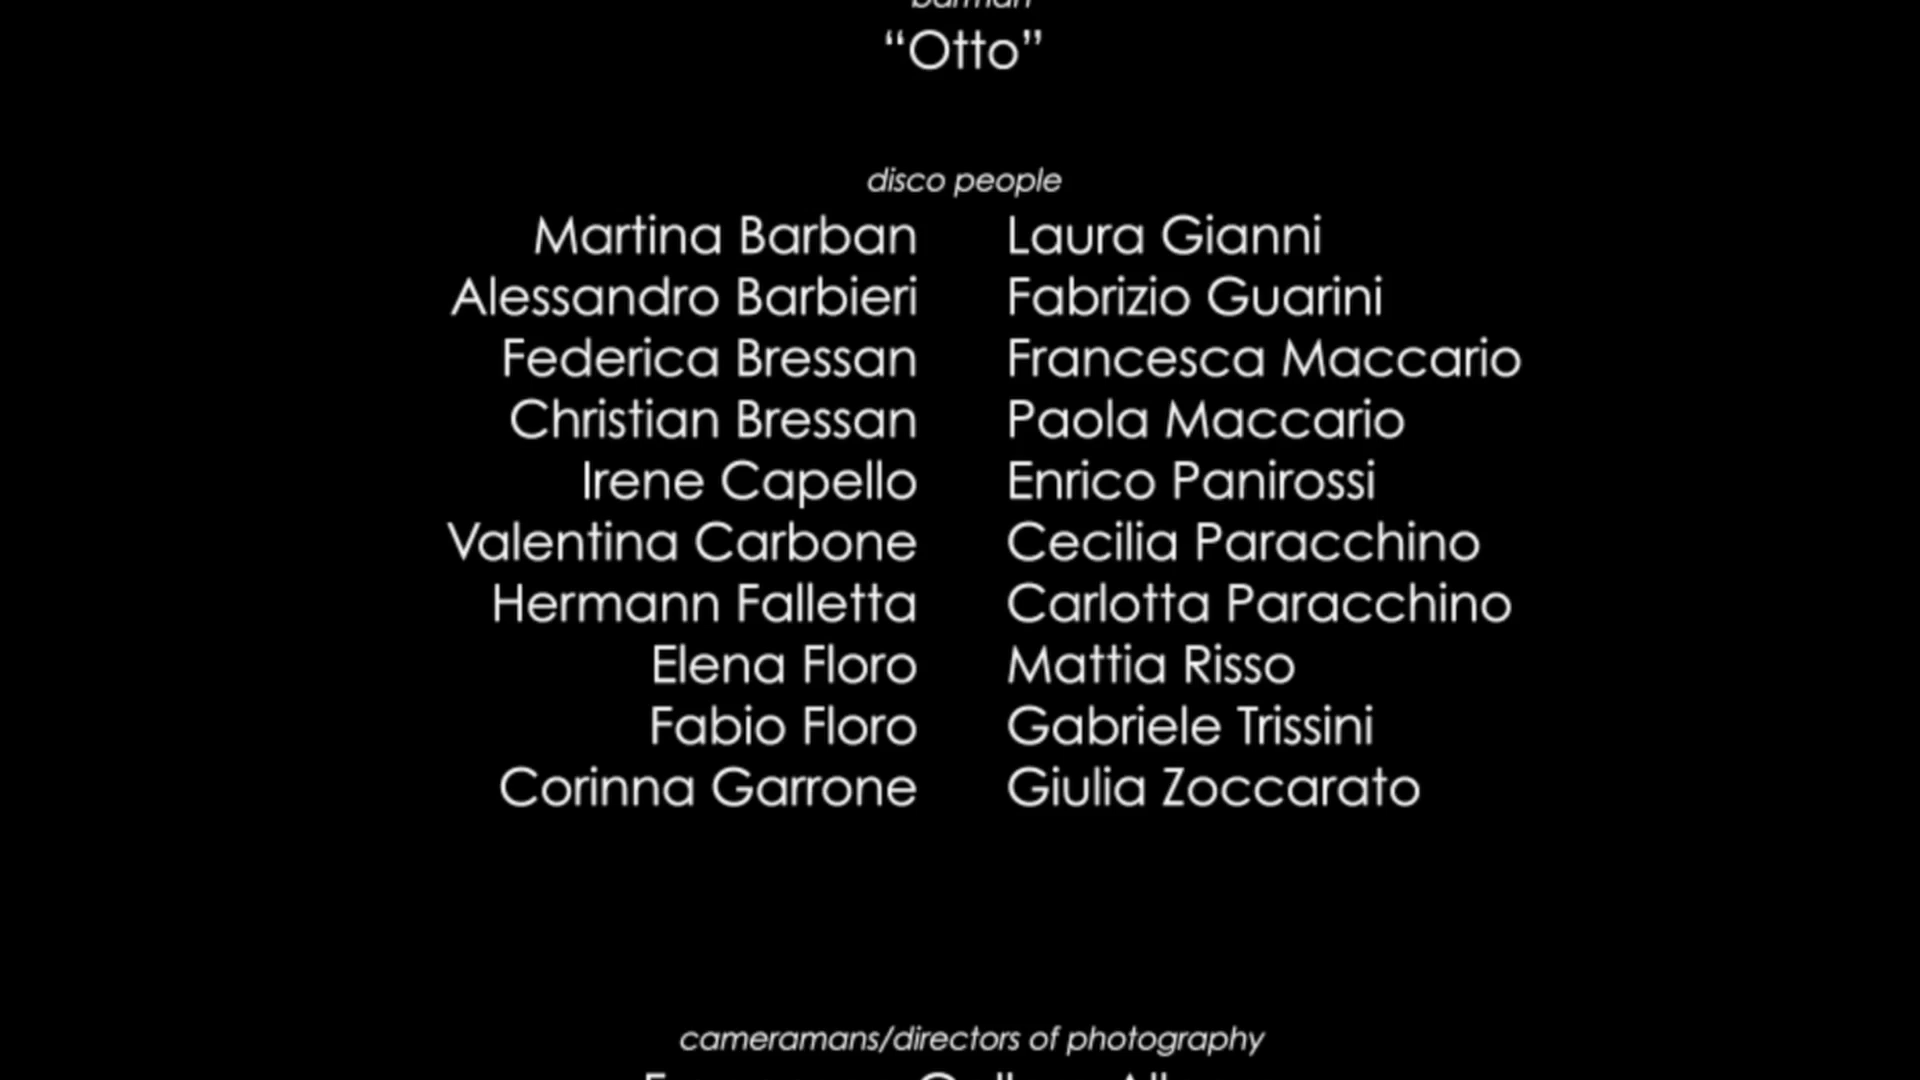 barman
“Otto”
disco people
Martina Barban Laura Gianni
Alessandro Barbieri Fabrizio Guarini
Federica Bressan Francesca Maccario
Christian Bressan Paola Maccario
Irene Capello Enrico Panirossi
Valentina Carbone Cecilia Paracchino
Hermann Falletta Carlotta Paracchino
Elena Floro Mattia Risso
Fabio Floro Gabriele Trissini
Corinna Garrone Giulia Zoccarato
cameramans/directors of photography